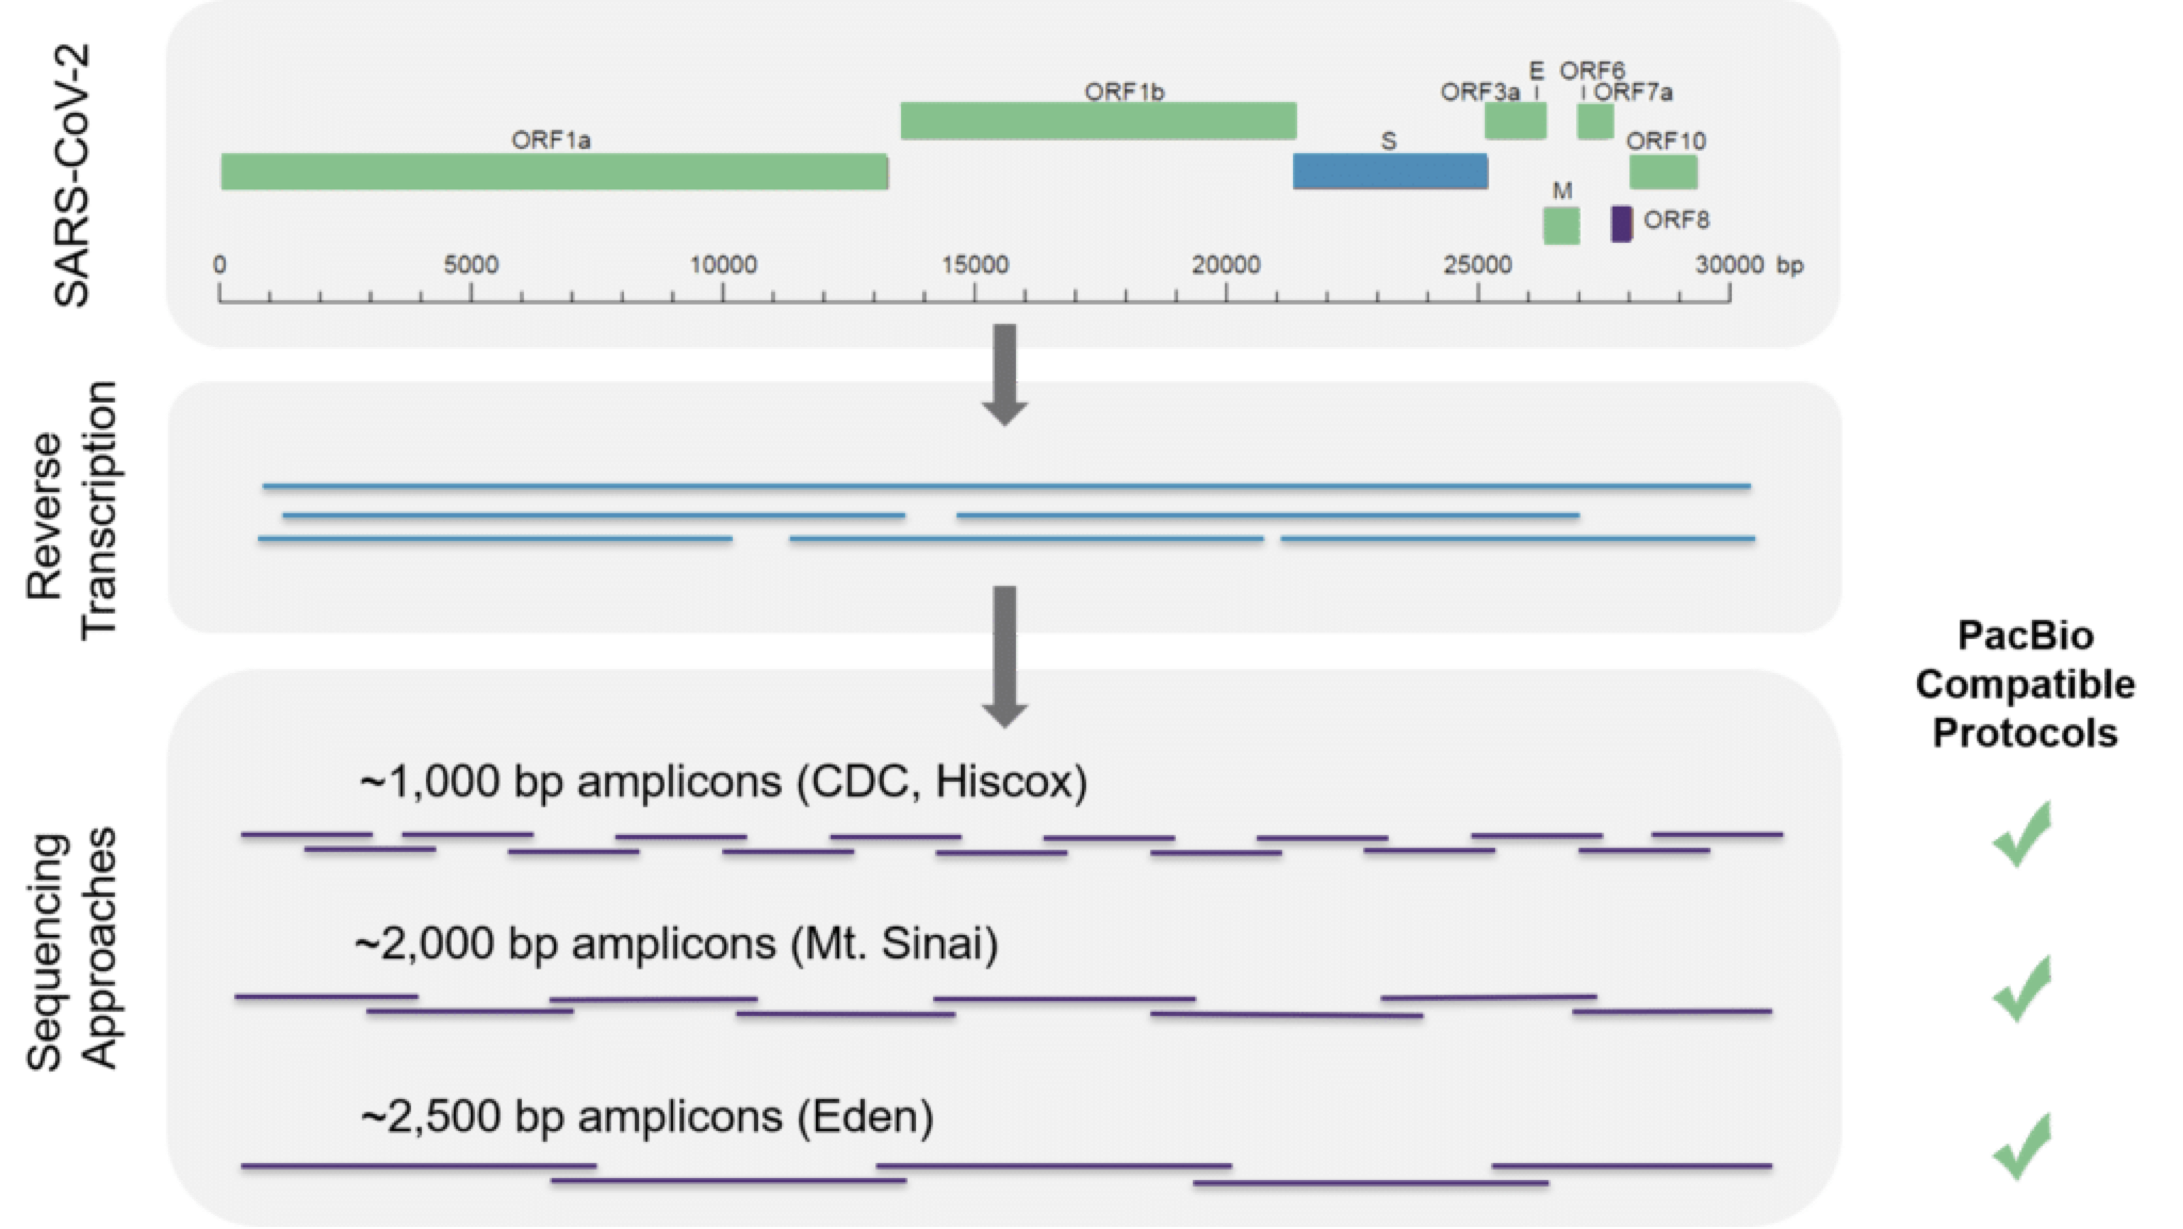 SARS-CoV-2
E ORF6
ORF1b ORF3a ORF7a
ORF1a S ORF10
M
ORF8
0 5000 10000 15000 20000 25000 30000 bp
Reverse
Transcription
PacBio
Compatible
Protocols
Sequencing
Approaches
~1,000 bp amplicons (CDC, Hiscox)
~2,000 bp amplicons (Mt. Sinai)
~2,500 bp amplicons (Eden)